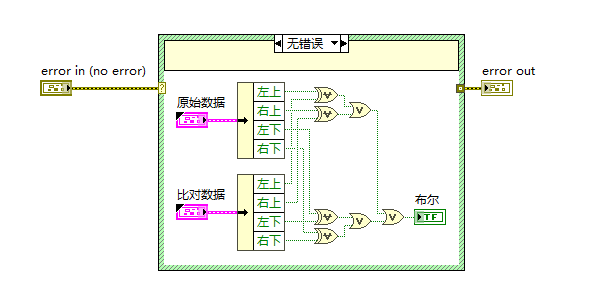 无错误
error in (no error)
error out
?
原始数据
左上
右上
左下
右下
比对数据
左上
右上
左下
右下
布尔
TF